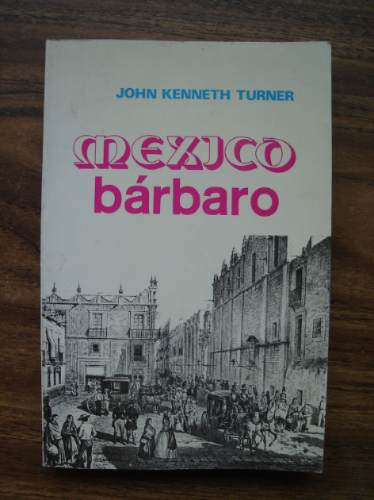 JOHN KENNETH TURNER
MEXICO
bárbaro